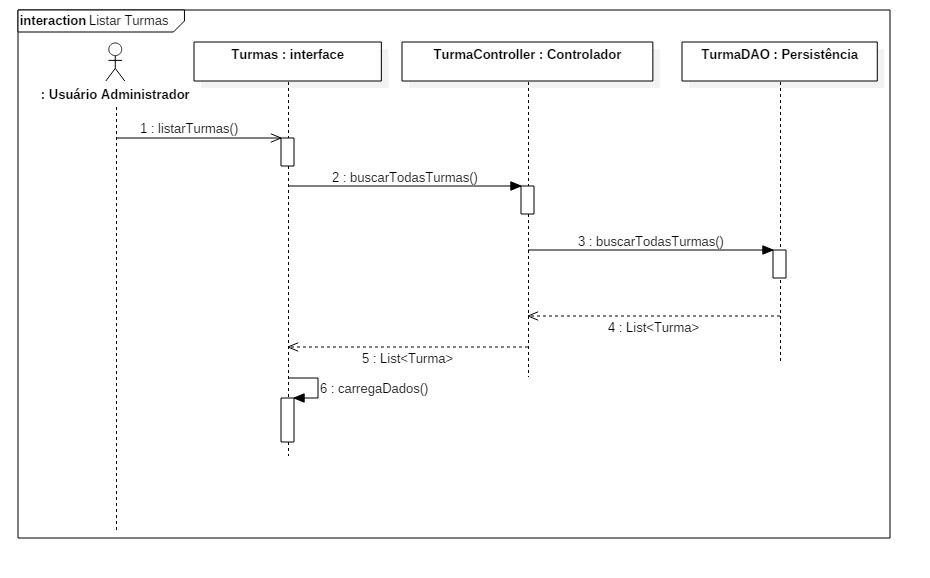 interaction Listar Turmas
Turmas : interface
TurmaController : Controlador
TurmaDAO : Persistência
: Usuário Administrador
1 : listarTurmas()
2 : buscarTodasTurmas()
3 : buscarTodasTurmas()
4 : List<Turma>
5 : List<Turma>
6 : carregaDados()